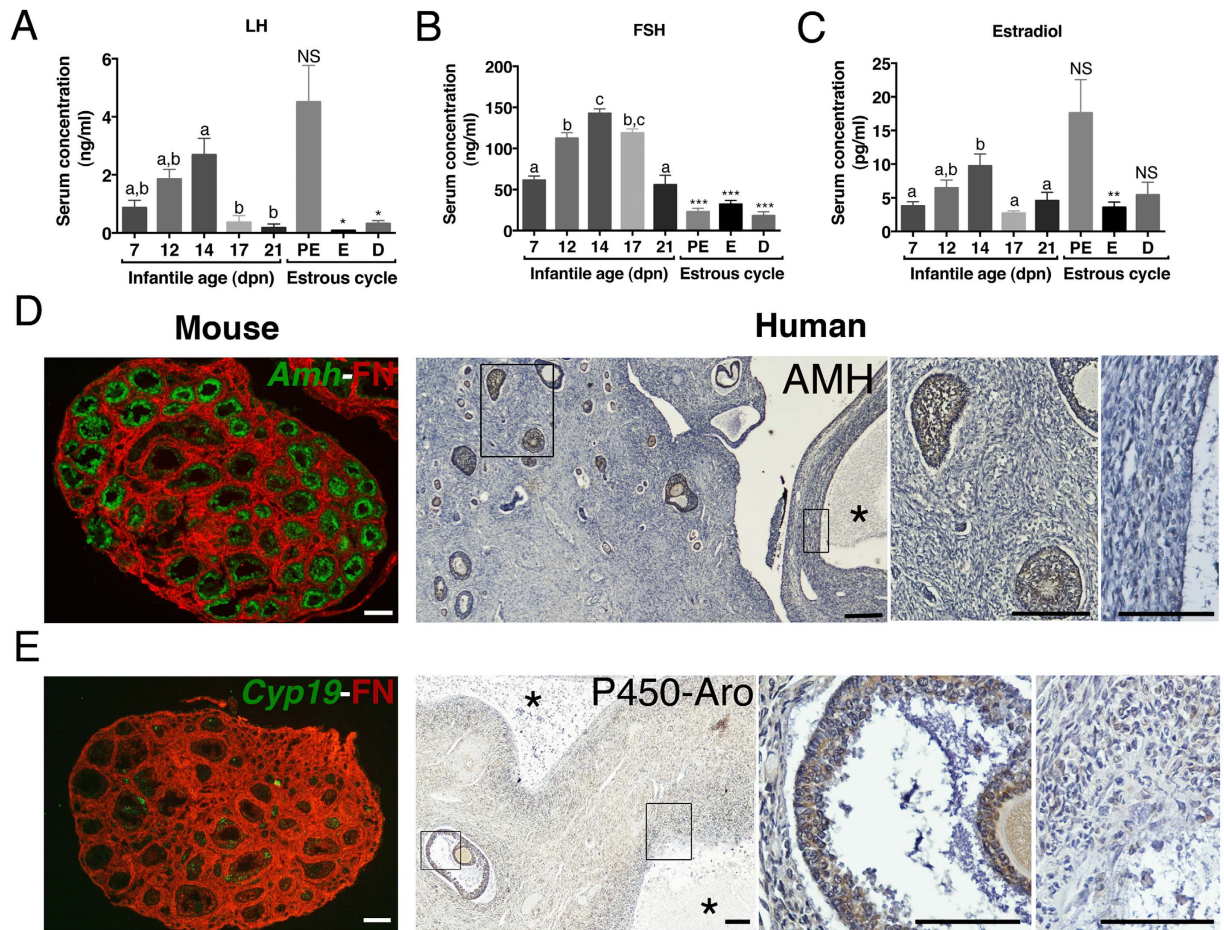 A
LH
Serum concentration
(ng/ml)
6
4
2
0
a,b
a,b
a
b
b
NS
*
*
7 12 14 17 21 PE E D
Infantile age (dpn) Estrous cycle
B
FSH
Serum concentration
(ng/ml)
200
150
100
50
0
a
b
c
b,c
a
***
***
***
7 12 14 17 21 PE E D
Infantile age (dpn) Estrous cycle
C
Estradiol
Serum concentration
(pg/ml)
25
20
15
10
5
0
a
a,b
b
a
a
NS
**
NS
7 12 14 17 21 PE E D
Infantile age (dpn) Estrous cycle
D
Mouse
Human
Amh-FN
AMH
*
E
Cyp19-FN
P450-Aro
*
*